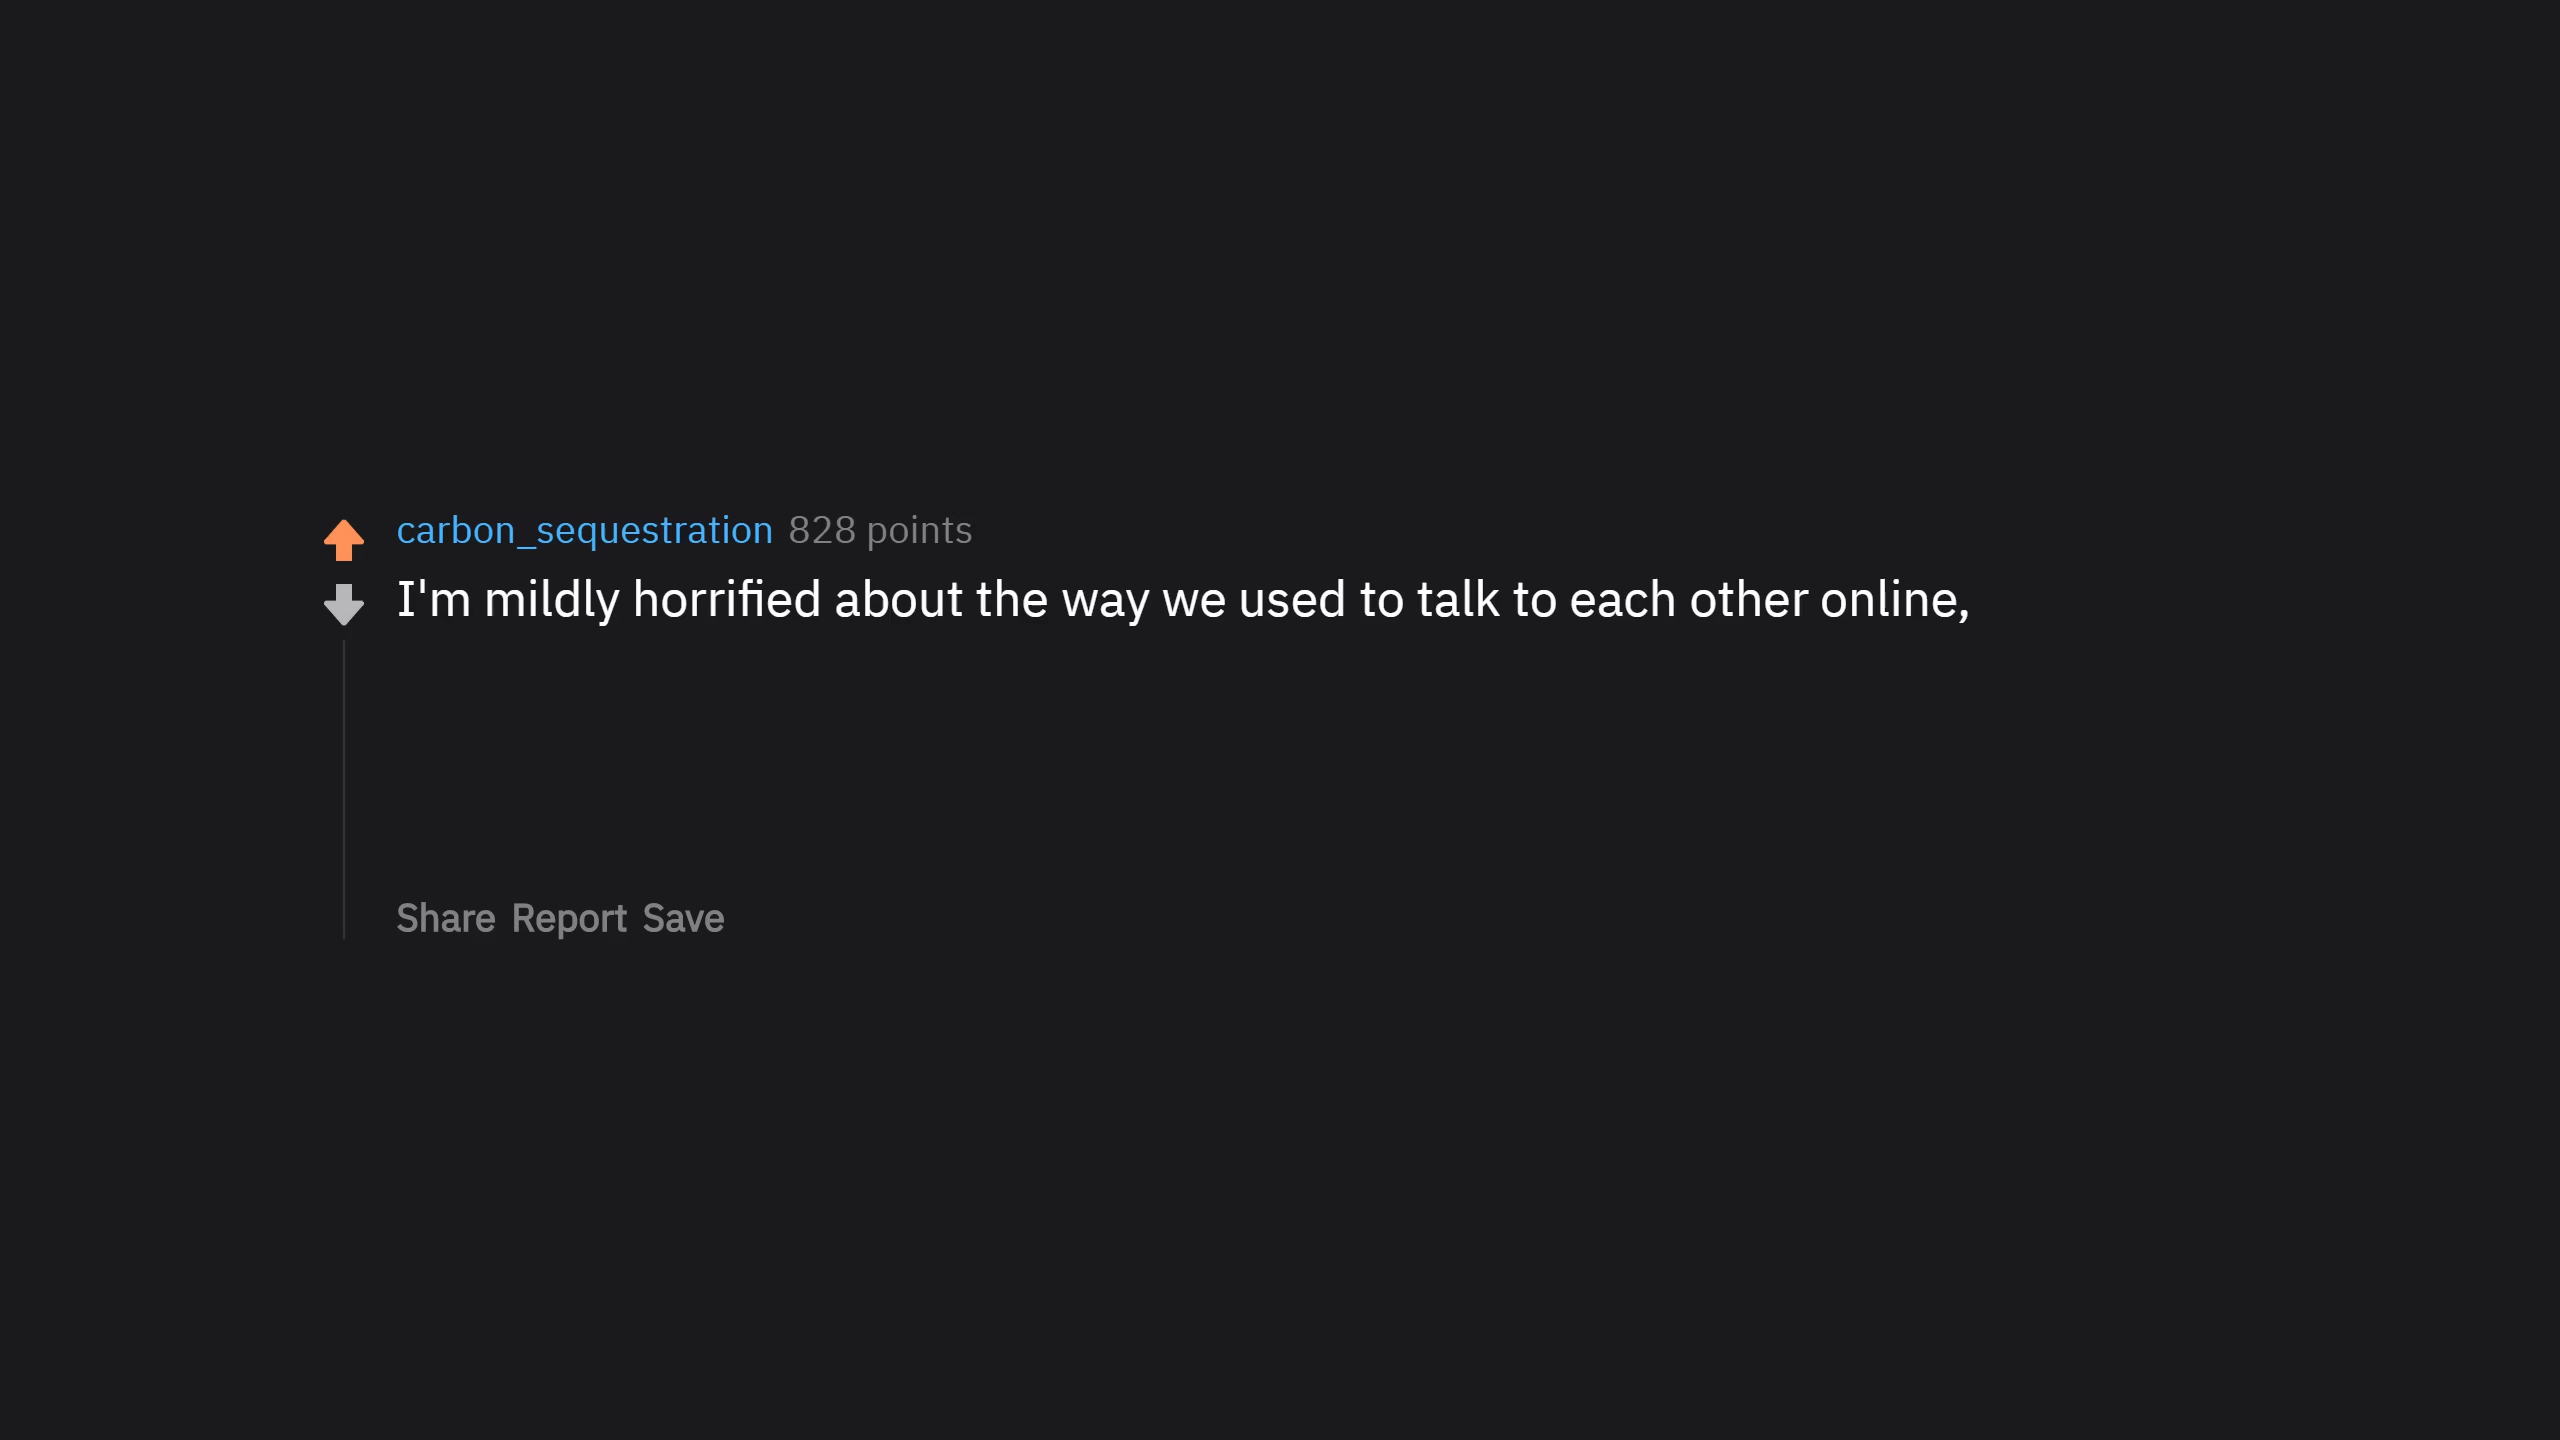 carbon_sequestration 828 points
I'm mildly horrified about the way we used to talk to each other online,
Share Report Save